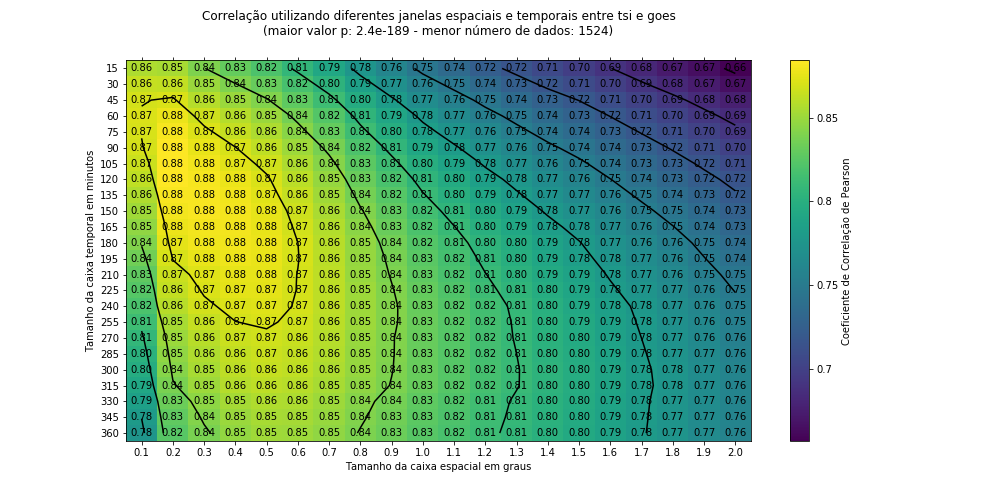 Correlação utilizando diferentes janelas espaciais e temporais entre tsi e goes
(maior valor p: 2.4e-189 - menor número de dados: 1524)
Tamanho da caixa temporal em minutos
15 0.86 0.85 0.84 0.83 0.82 0.81 0.79 0.78 0.76 0.75 0.74 0.72 0.72 0.71 0.70 0.69 0.68 0.67 0.67 0.66
30 0.86 0.86 0.85 0.84 0.83 0.82 0.80 0.79 0.77 0.76 0.75 0.74 0.73 0.72 0.71 0.70 0.69 0.68 0.67 0.67
45 0.87 0.87 0.86 0.85 0.84 0.83 0.81 0.80 0.78 0.77 0.76 0.75 0.74 0.73 0.72 0.71 0.70 0.69 0.68 0.68
60 0.87 0.88 0.87 0.86 0.85 0.84 0.82 0.81 0.79 0.78 0.77 0.76 0.75 0.74 0.73 0.72 0.71 0.70 0.69 0.69
75 0.87 0.88 0.87 0.86 0.86 0.85 0.83 0.81 0.80 0.78 0.77 0.76 0.75 0.74 0.74 0.73 0.72 0.71 0.70 0.69
90 0.87 0.88 0.88 0.87 0.86 0.85 0.84 0.82 0.81 0.79 0.78 0.77 0.76 0.75 0.74 0.74 0.73 0.72 0.71 0.70
105 0.87 0.88 0.88 0.87 0.87 0.86 0.84 0.83 0.81 0.80 0.79 0.78 0.77 0.76 0.75 0.74 0.73 0.73 0.72 0.71
120 0.86 0.88 0.88 0.88 0.87 0.86 0.85 0.83 0.82 0.81 0.80 0.79 0.78 0.77 0.76 0.75 0.74 0.73 0.72 0.72
135 0.86 0.88 0.88 0.88 0.87 0.86 0.85 0.84 0.82 0.81 0.80 0.79 0.78 0.77 0.77 0.76 0.75 0.74 0.73 0.72
150 0.85 0.88 0.88 0.88 0.87 0.86 0.85 0.84 0.83 0.82 0.81 0.80 0.79 0.78 0.77 0.76 0.75 0.75 0.74 0.73
165 0.85 0.88 0.88 0.88 0.88 0.87 0.86 0.84 0.83 0.82 0.81 0.80 0.79 0.78 0.78 0.77 0.76 0.75 0.74 0.73
180 0.84 0.87 0.88 0.88 0.88 0.87 0.86 0.85 0.84 0.82 0.81 0.80 0.80 0.79 0.78 0.77 0.76 0.76 0.75 0.74
195 0.84 0.87 0.88 0.88 0.88 0.87 0.86 0.85 0.84 0.83 0.82 0.81 0.80 0.79 0.78 0.78 0.77 0.76 0.75 0.74
210 0.83 0.87 0.87 0.88 0.88 0.87 0.86 0.85 0.84 0.83 0.82 0.81 0.80 0.79 0.79 0.78 0.77 0.76 0.75 0.75
225 0.82 0.86 0.87 0.87 0.87 0.87 0.86 0.85 0.84 0.83 0.82 0.81 0.81 0.80 0.79 0.78 0.77 0.77 0.76 0.75
240 0.82 0.86 0.87 0.87 0.87 0.87 0.86 0.85 0.84 0.83 0.82 0.82 0.81 0.80 0.79 0.78 0.78 0.77 0.76 0.75
255 0.81 0.85 0.86 0.87 0.87 0.87 0.86 0.85 0.84 0.83 0.82 0.82 0.81 0.80 0.79 0.79 0.78 0.77 0.76 0.76
270 0.81 0.85 0.86 0.86 0.87 0.87 0.86 0.85 0.84 0.83 0.82 0.82 0.81 0.80 0.80 0.79 0.78 0.77 0.77 0.76
285 0.80 0.85 0.86 0.86 0.87 0.86 0.86 0.85 0.84 0.83 0.82 0.82 0.81 0.80 0.80 0.79 0.78 0.77 0.77 0.76
300 0.80 0.84 0.85 0.86 0.86 0.86 0.86 0.85 0.84 0.83 0.82 0.82 0.81 0.80 0.80 0.79 0.78 0.78 0.77 0.76
315 0.79 0.84 0.85 0.86 0.86 0.86 0.86 0.85 0.84 0.83 0.82 0.82 0.81 0.80 0.80 0.79 0.78 0.78 0.77 0.76
330 0.79 0.83 0.85 0.85 0.86 0.86 0.85 0.84 0.84 0.83 0.82 0.81 0.81 0.80 0.80 0.79 0.78 0.77 0.77 0.76
345 0.78 0.83 0.84 0.85 0.85 0.85 0.85 0.84 0.83 0.83 0.82 0.81 0.81 0.80 0.80 0.79 0.78 0.77 0.77 0.76
360 0.78 0.82 0.84 0.85 0.85 0.85 0.85 0.84 0.83 0.83 0.82 0.81 0.81 0.80 0.80 0.79 0.78 0.77 0.77 0.76
0.1 0.2 0.3 0.4 0.5 0.6 0.7 0.8 0.9 1.0 1.1 1.2 1.3 1.4 1.5 1.6 1.7 1.8 1.9 2.0
Tamanho da caixa espacial em graus
0.85
0.8
0.75
0.7
Coeficiente de Correlação de Pearson